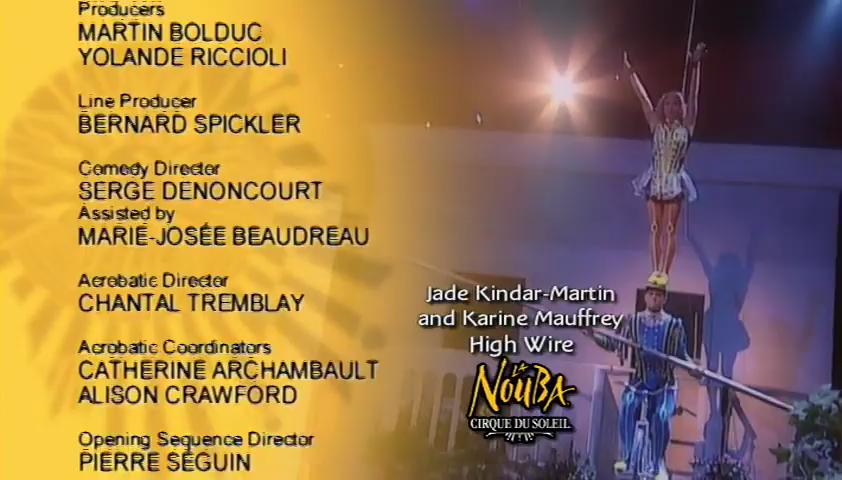 Producers
MARTIN BOLDUC
YOLANDE RICCIOLI
Line Producer
BERNARD SPICKLER
Comedy Director
SERGE DENONCOURT
Assisted by
MARIE-JOSÉE BEAUDREAU
Acrobatic Director
CHANTAL TREMBLAY
Acrobatic Coordinators
CATHERINE ARCHAMBAULT
ALISON CRAWFORD
Opening Sequence Director
PIERRE SÉGUIN
Jade Kindar-Martin
and Karine Mauffrey
High Wire
LA
NOUBA
CIRQUE DU SOLEIL